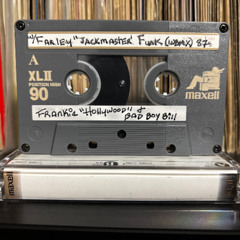 "Farley "Jackmaster" Funk (WBMX) 87-
A
XLII
POSITION HIGH
90
maxell
Frankie "Hollywood" &
Bad Boy Bill
maxell